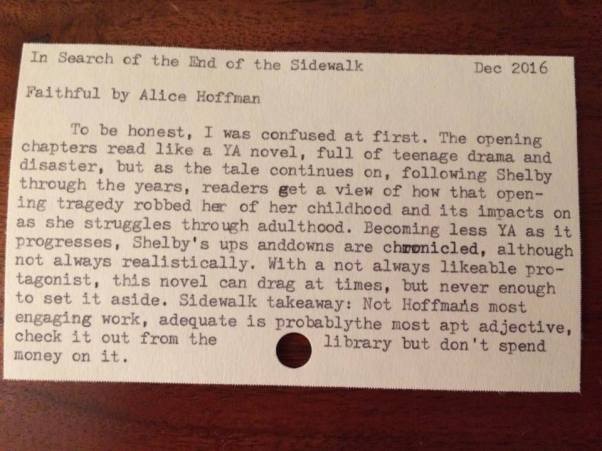 In Search of the End of the Sidewalk Dec 2016
Faithful by Alice Hoffman
To be honest, I was confused at first. The opening
chapters read like a YA novel, full of teenage drama and
disaster, but as the tale continues on, following Shelby
through the years, readers get a view of how that open-
ing tragedy robbed her of her childhood and its impacts on
as she struggles through adulthood. Becoming less YA as it
progresses, Shelby's ups anddowns are chronicled, although
not always realistically. With a not always likeable pro-
tagonist, this novel can drag at times, but never enough
to set it aside. Sidewalk takeaway: Not Hoffman's most
engaging work, adequate is probablythe most apt adjective,
check it out from the library but don't spend
money on it.